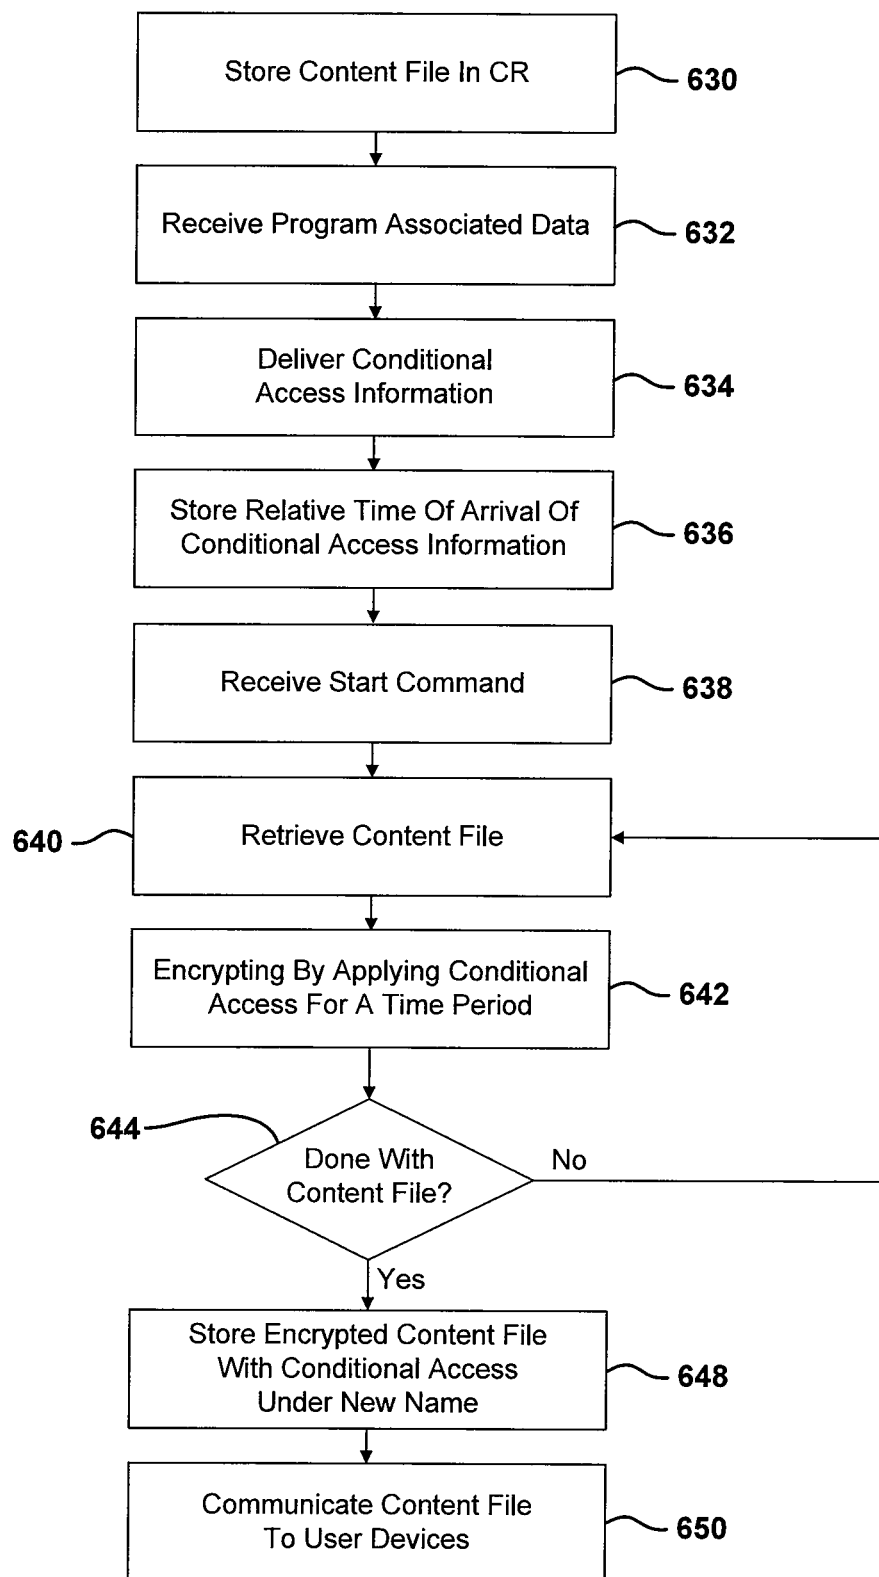 Store Content File In CR
630
Receive Program Associated Data
632
Deliver Conditional
Access Information
634
Store Relative Time Of Arrival Of
Conditional Access Information
636
Receive Start Command
638
640
Retrieve Content File
Encrypting By Applying Conditional
Access For A Time Period
642
644
Done With
Content File?
No
Yes
Store Encrypted Content File
With Conditional Access
Under New Name
648
Communicate Content File
To User Devices
650